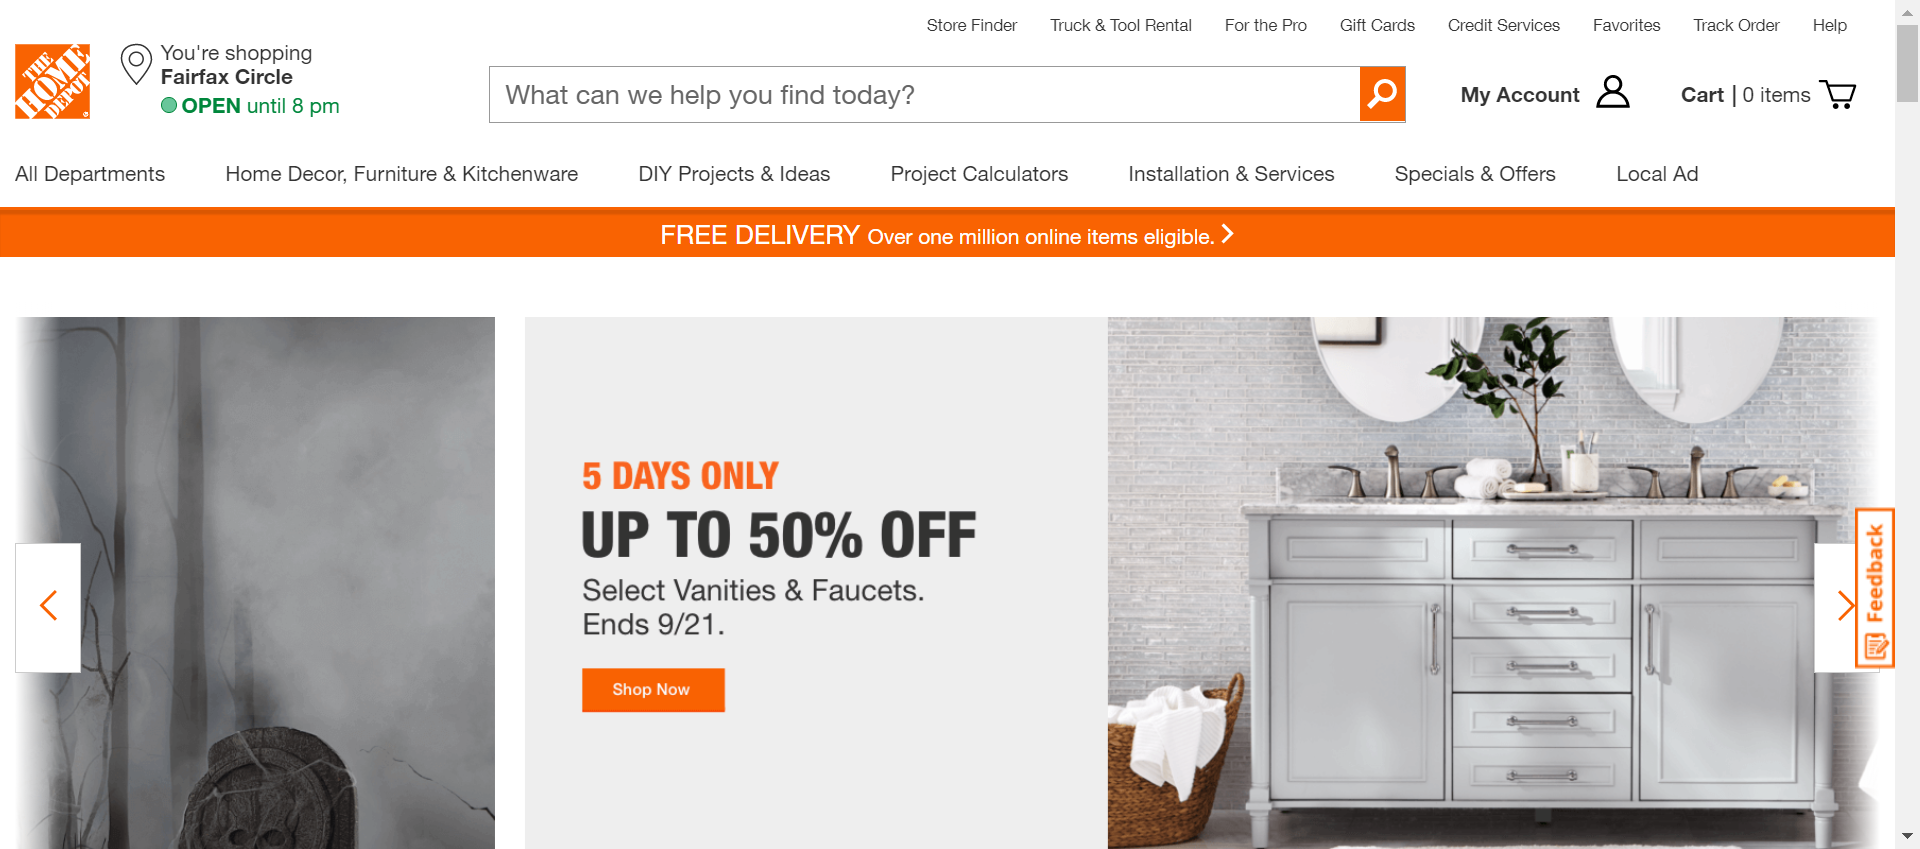 Store Finder Truck & Tool Rental For the Pro Gift Cards Credit Services Favorites Track Order Help
THE HOME DEPOT
You're shopping
Fairfax Circle
OPEN until 8 pm
What can we help you find today?
My Account
Cart | 0 items
All Departments Home Decor, Furniture & Kitchenware DIY Projects & Ideas Project Calculators Installation & Services Specials & Offers Local Ad
FREE DELIVERY Over one million online items eligible.
5 DAYS ONLY
UP TO 50% OFF
Select Vanities & Faucets.
Ends 9/21.
Shop Now
Feedback